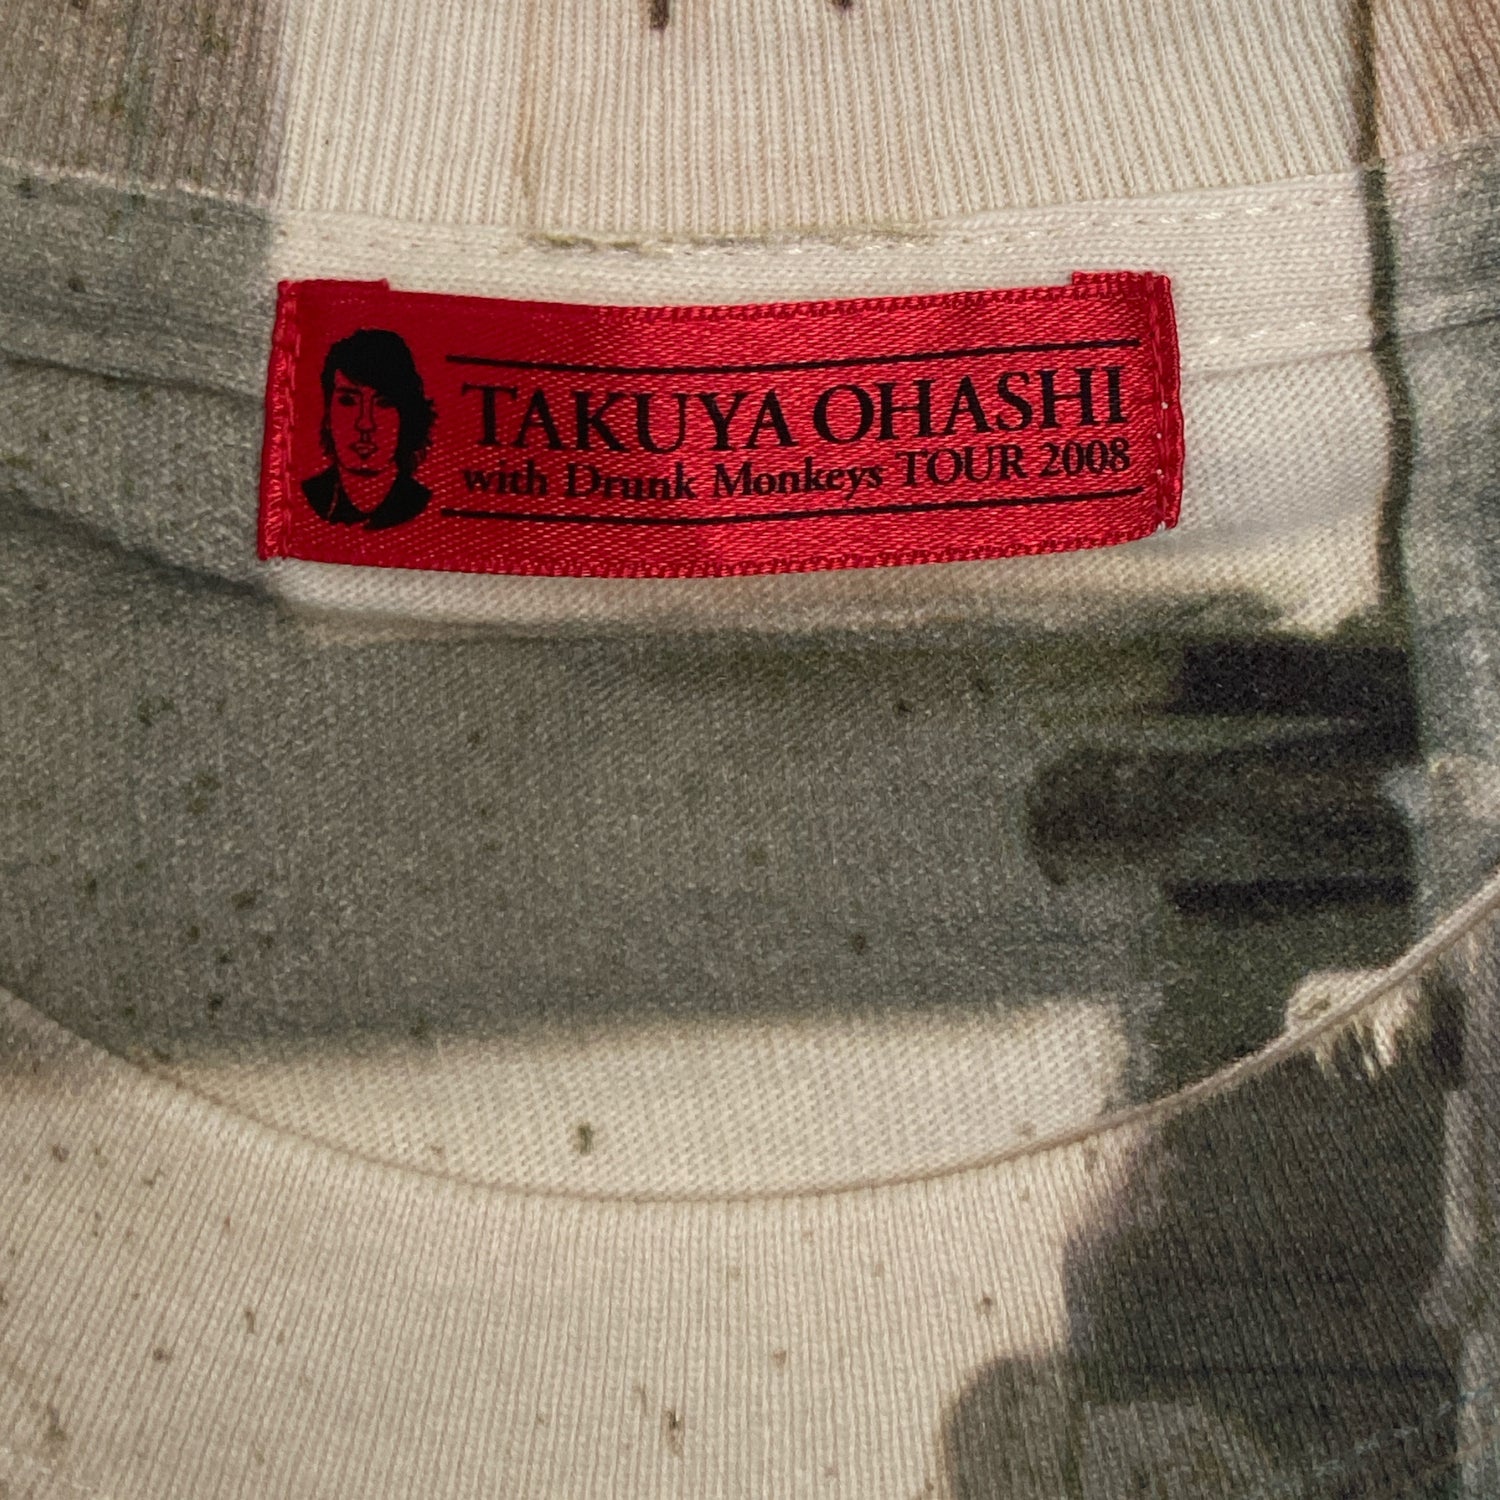 TAKUYA OHASHI
with Drunk Monkeys TOUR 2008